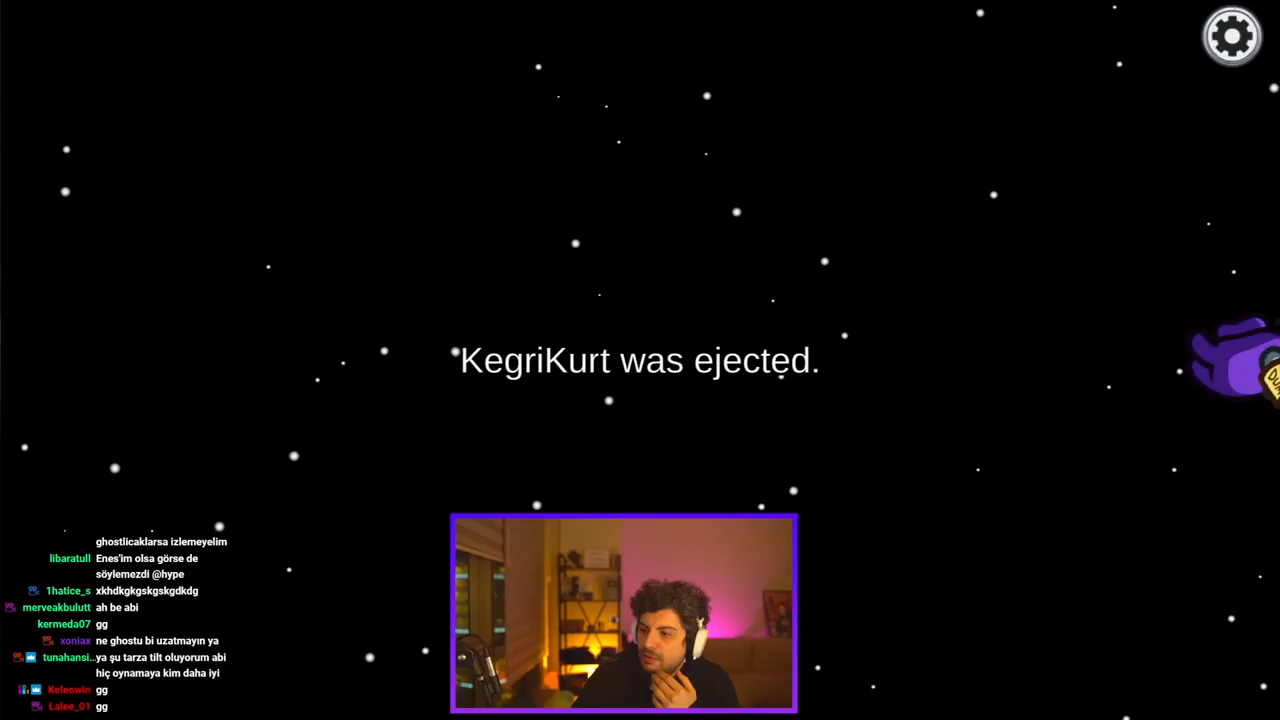 KegriKurt was ejected.
ghostlicaklarsa izlemeyelim
libaratull Enes'im olsa görse de
söylemezdi @hype
1hatice_s xkhdkgkgskgskgdkdg
merveakbulutt ah be abi
kermeda07 gg
xoniax ne ghostu bi uzatmayın ya
tunahansi... ya şu tarza tilt oluyorum abi
hiç oynamaya kim daha iyi
Keleowin gg
Lalee_01 gg